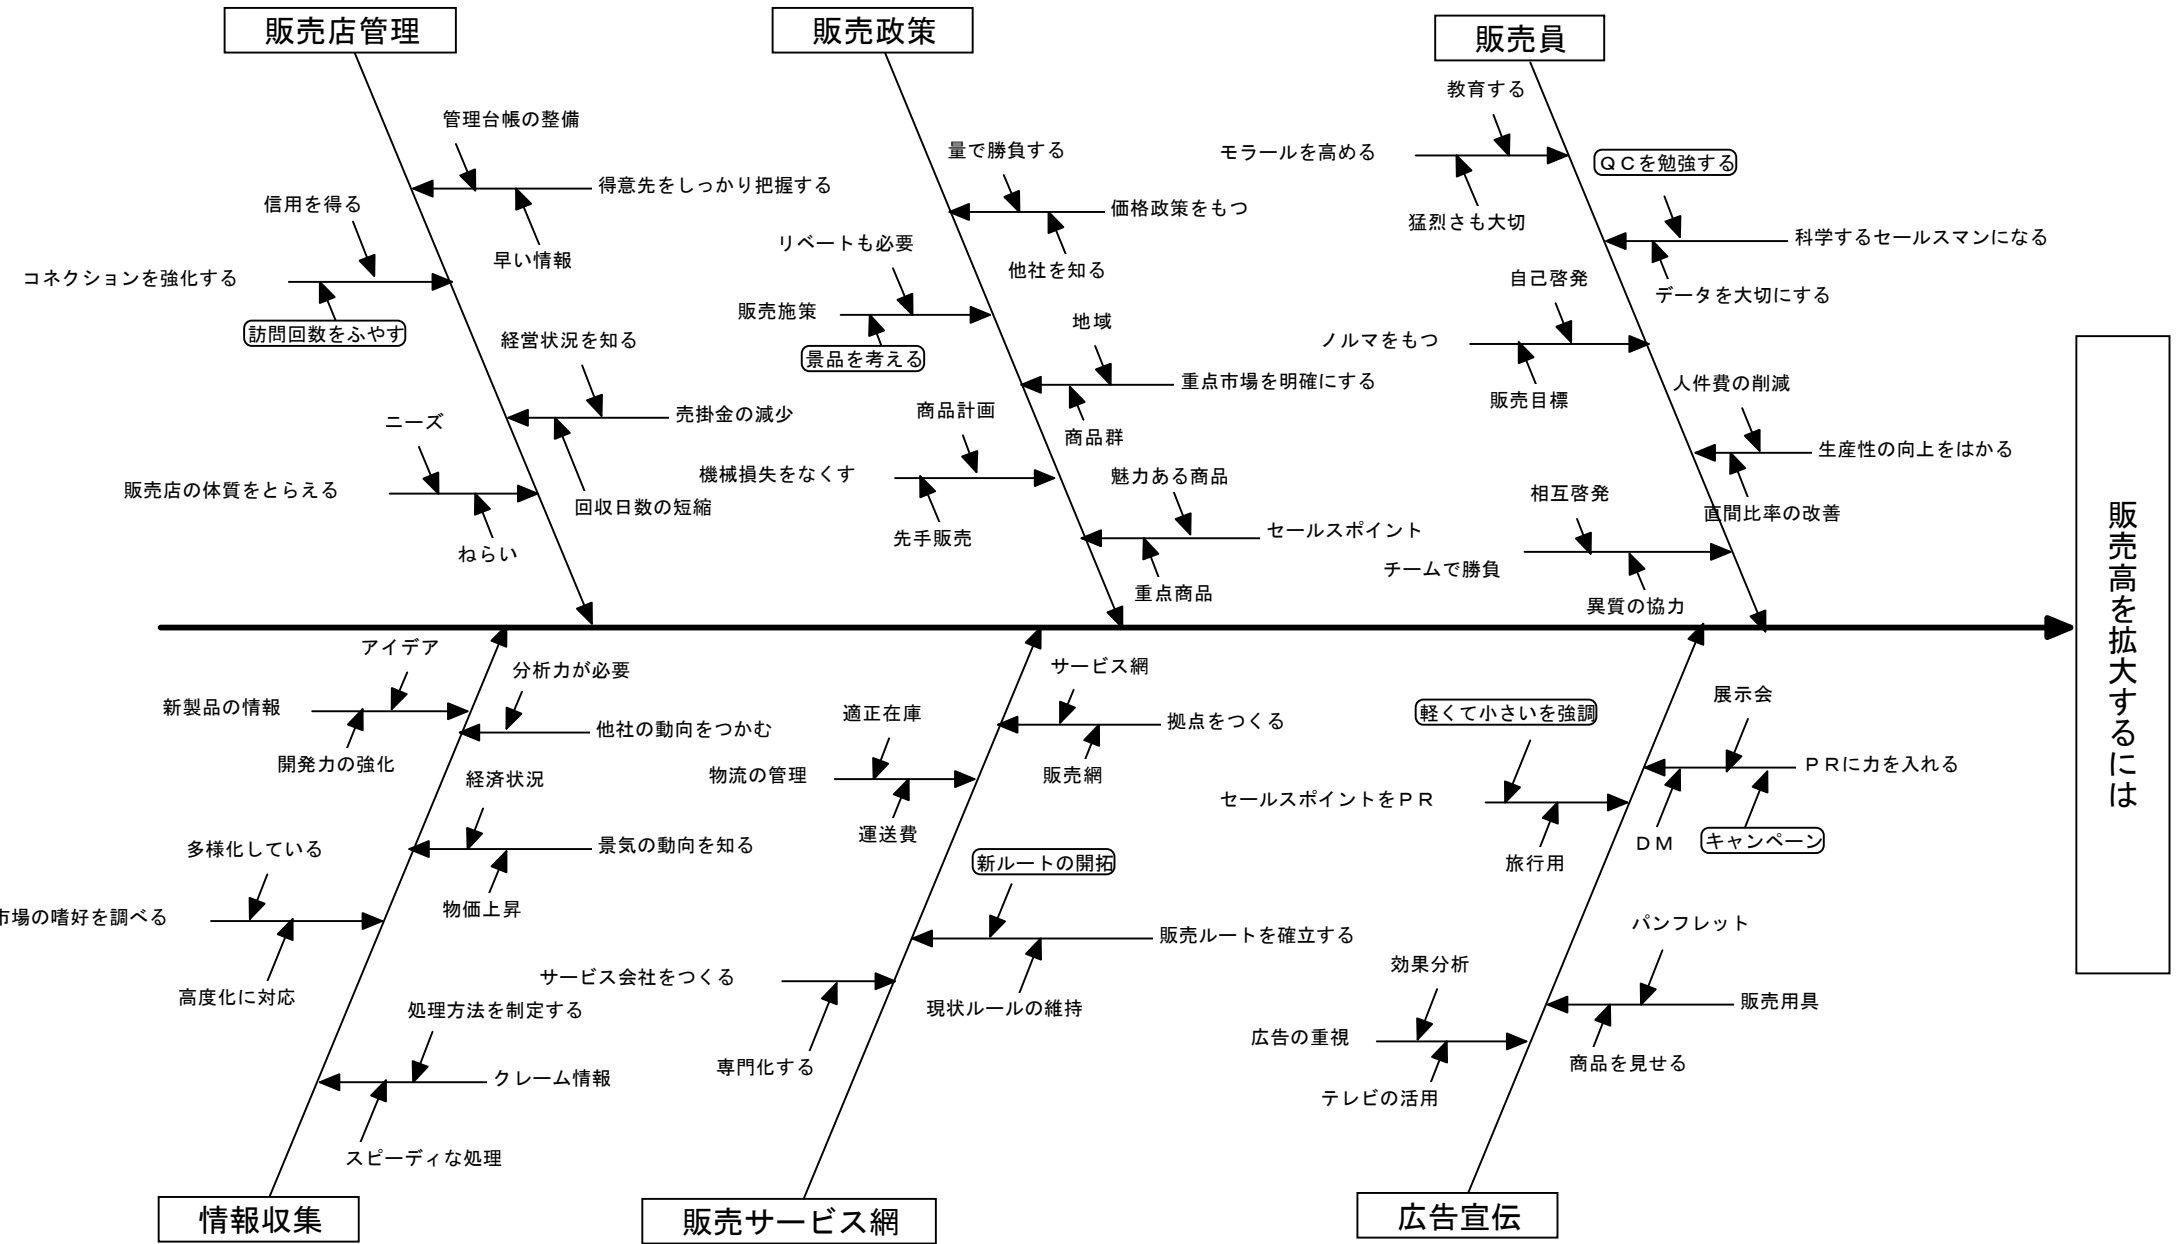 販売店管理
管理台帳の整備
得意先をしっかり把握する
早い情報
信用を得る
コネクションを強化する
訪問回数をふやす
経営状況を知る
売掛金の減少
回収日数の短縮
ニーズ
販売店の体質をとらえる
ねらい
販売政策
量で勝負する
価格政策をもつ
他社を知る
リベートも必要
販売施策
景品を考える
地域
重点市場を明確にする
商品群
商品計画
機械損失をなくす
先手販売
魅力ある商品
セールスポイント
重点商品
販売員
教育する
モラールを高める
猛烈さも大切
ＱＣを勉強する
科学するセールスマンになる
データを大切にする
自己啓発
ノルマをもつ
販売目標
人件費の削減
生産性の向上をはかる
直間比率の改善
相互啓発
チームで勝負
異質の協力
販売高を拡大するには
アイデア
新製品の情報
開発力の強化
分析力が必要
他社の動向をつかむ
経済状況
景気の動向を知る
物価上昇
多様化している
市場の嗜好を調べる
高度化に対応
処理方法を制定する
クレーム情報
スピーディな処理
情報収集
サービス網
拠点をつくる
販売網
適正在庫
物流の管理
運送費
新ルートの開拓
販売ルートを確立する
現状ルールの維持
サービス会社をつくる
専門化する
販売サービス網
展示会
ＰＲに力を入れる
ＤＭ
キャンペーン
軽くて小さいを強調
セールスポイントをＰＲ
旅行用
パンフレット
販売用具
商品を見せる
効果分析
広告の重視
テレビの活用
広告宣伝